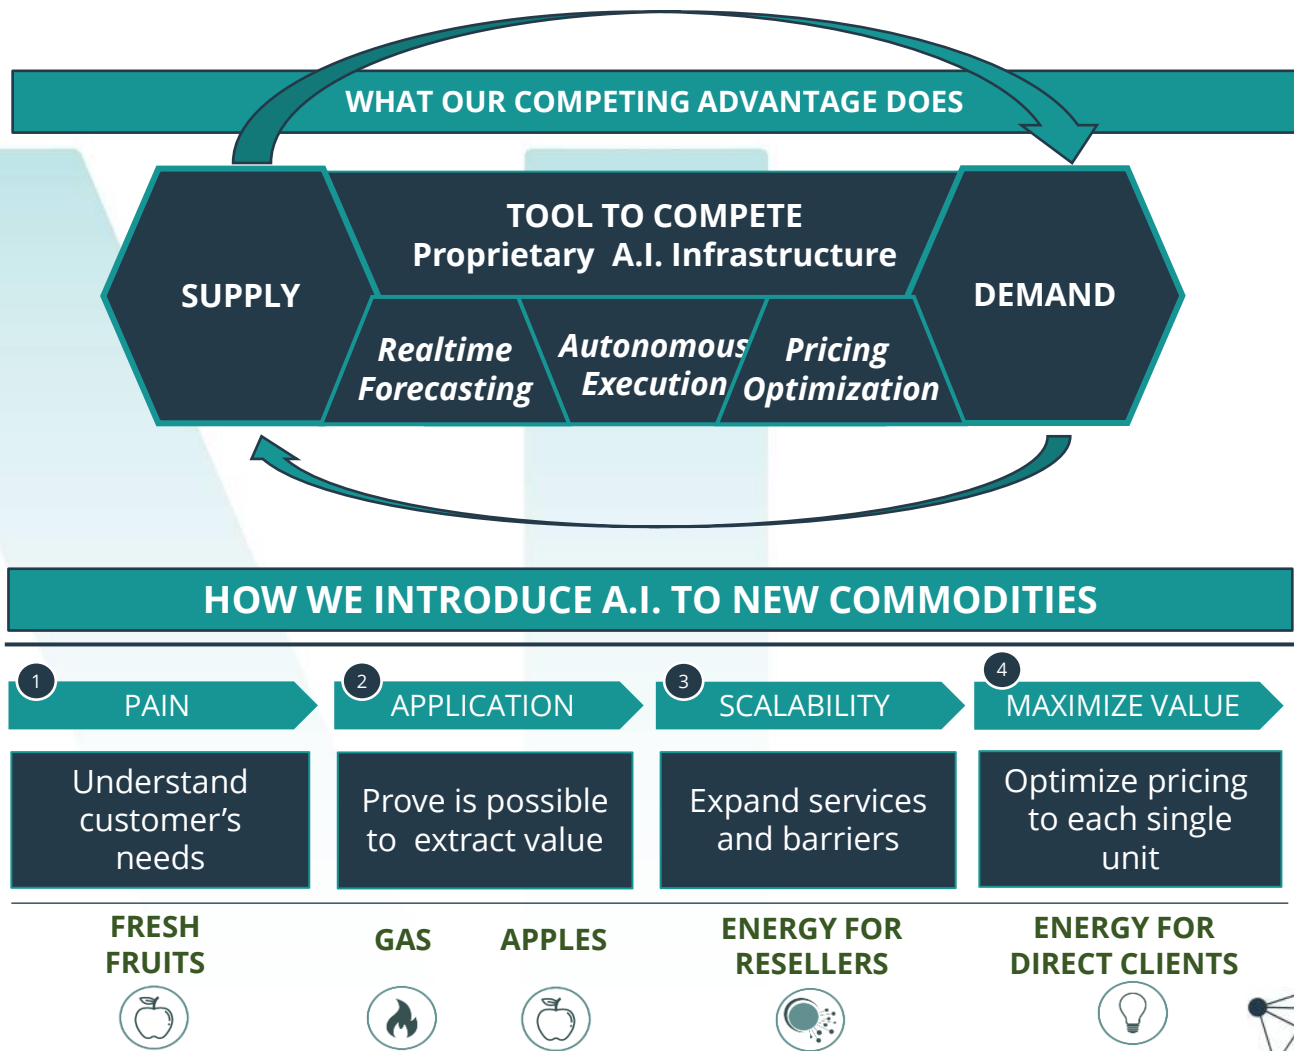 WHAT OUR COMPETING ADVANTAGE DOES
TOOL TO COMPETE
Proprietary A.I. Infrastructure
SUPPLY
DEMAND
Realtime
Forecasting
Autonomous
Execution
Pricing
Optimization
HOW WE INTRODUCE A.I. TO NEW COMMODITIES
1
PAIN
2
APPLICATION
3
SCALABILITY
4
MAXIMIZE VALUE
Understand
customer’s
needs
Prove is possible
to extract value
Expand services
and barriers
Optimize pricing
to each single
unit
FRESH
FRUITS
GAS
APPLES
ENERGY FOR
RESELLERS
ENERGY FOR
DIRECT CLIENTS